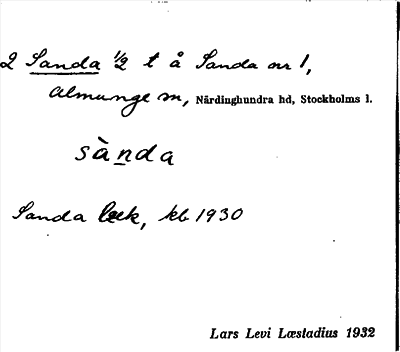 2 Sanda 1/2 t å Sanda nr 1,
Almunge sn, Närdinghundra hd, Stockholms l.
sànda
Sanda bek, kb 1930
Lars Levi Læstadius 1932